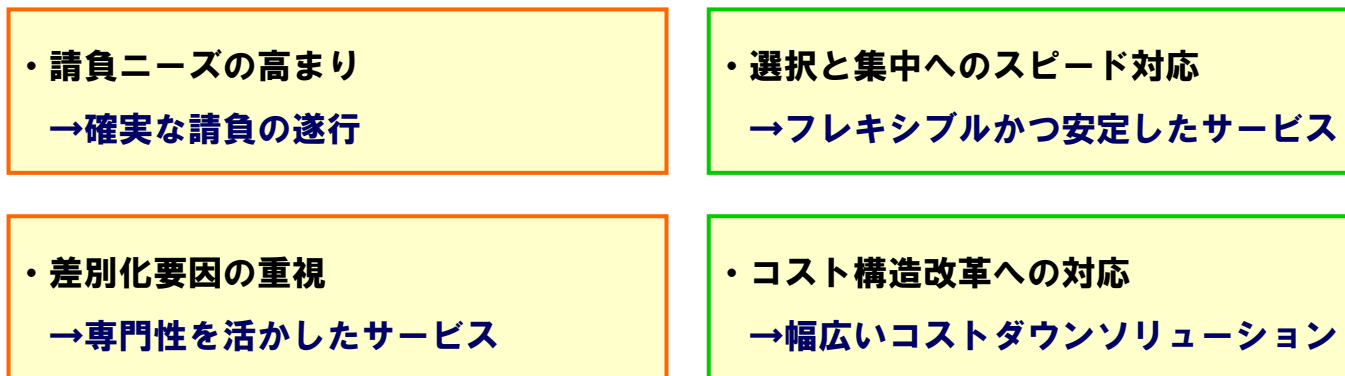 ・請負ニーズの高まり
→確実な請負の遂行
・選択と集中へのスピード対応
→フレキシブルかつ安定したサービス
・差別化要因の重視
→専門性を活かしたサービス
・コスト構造改革への対応
→幅広いコストダウンソリューション